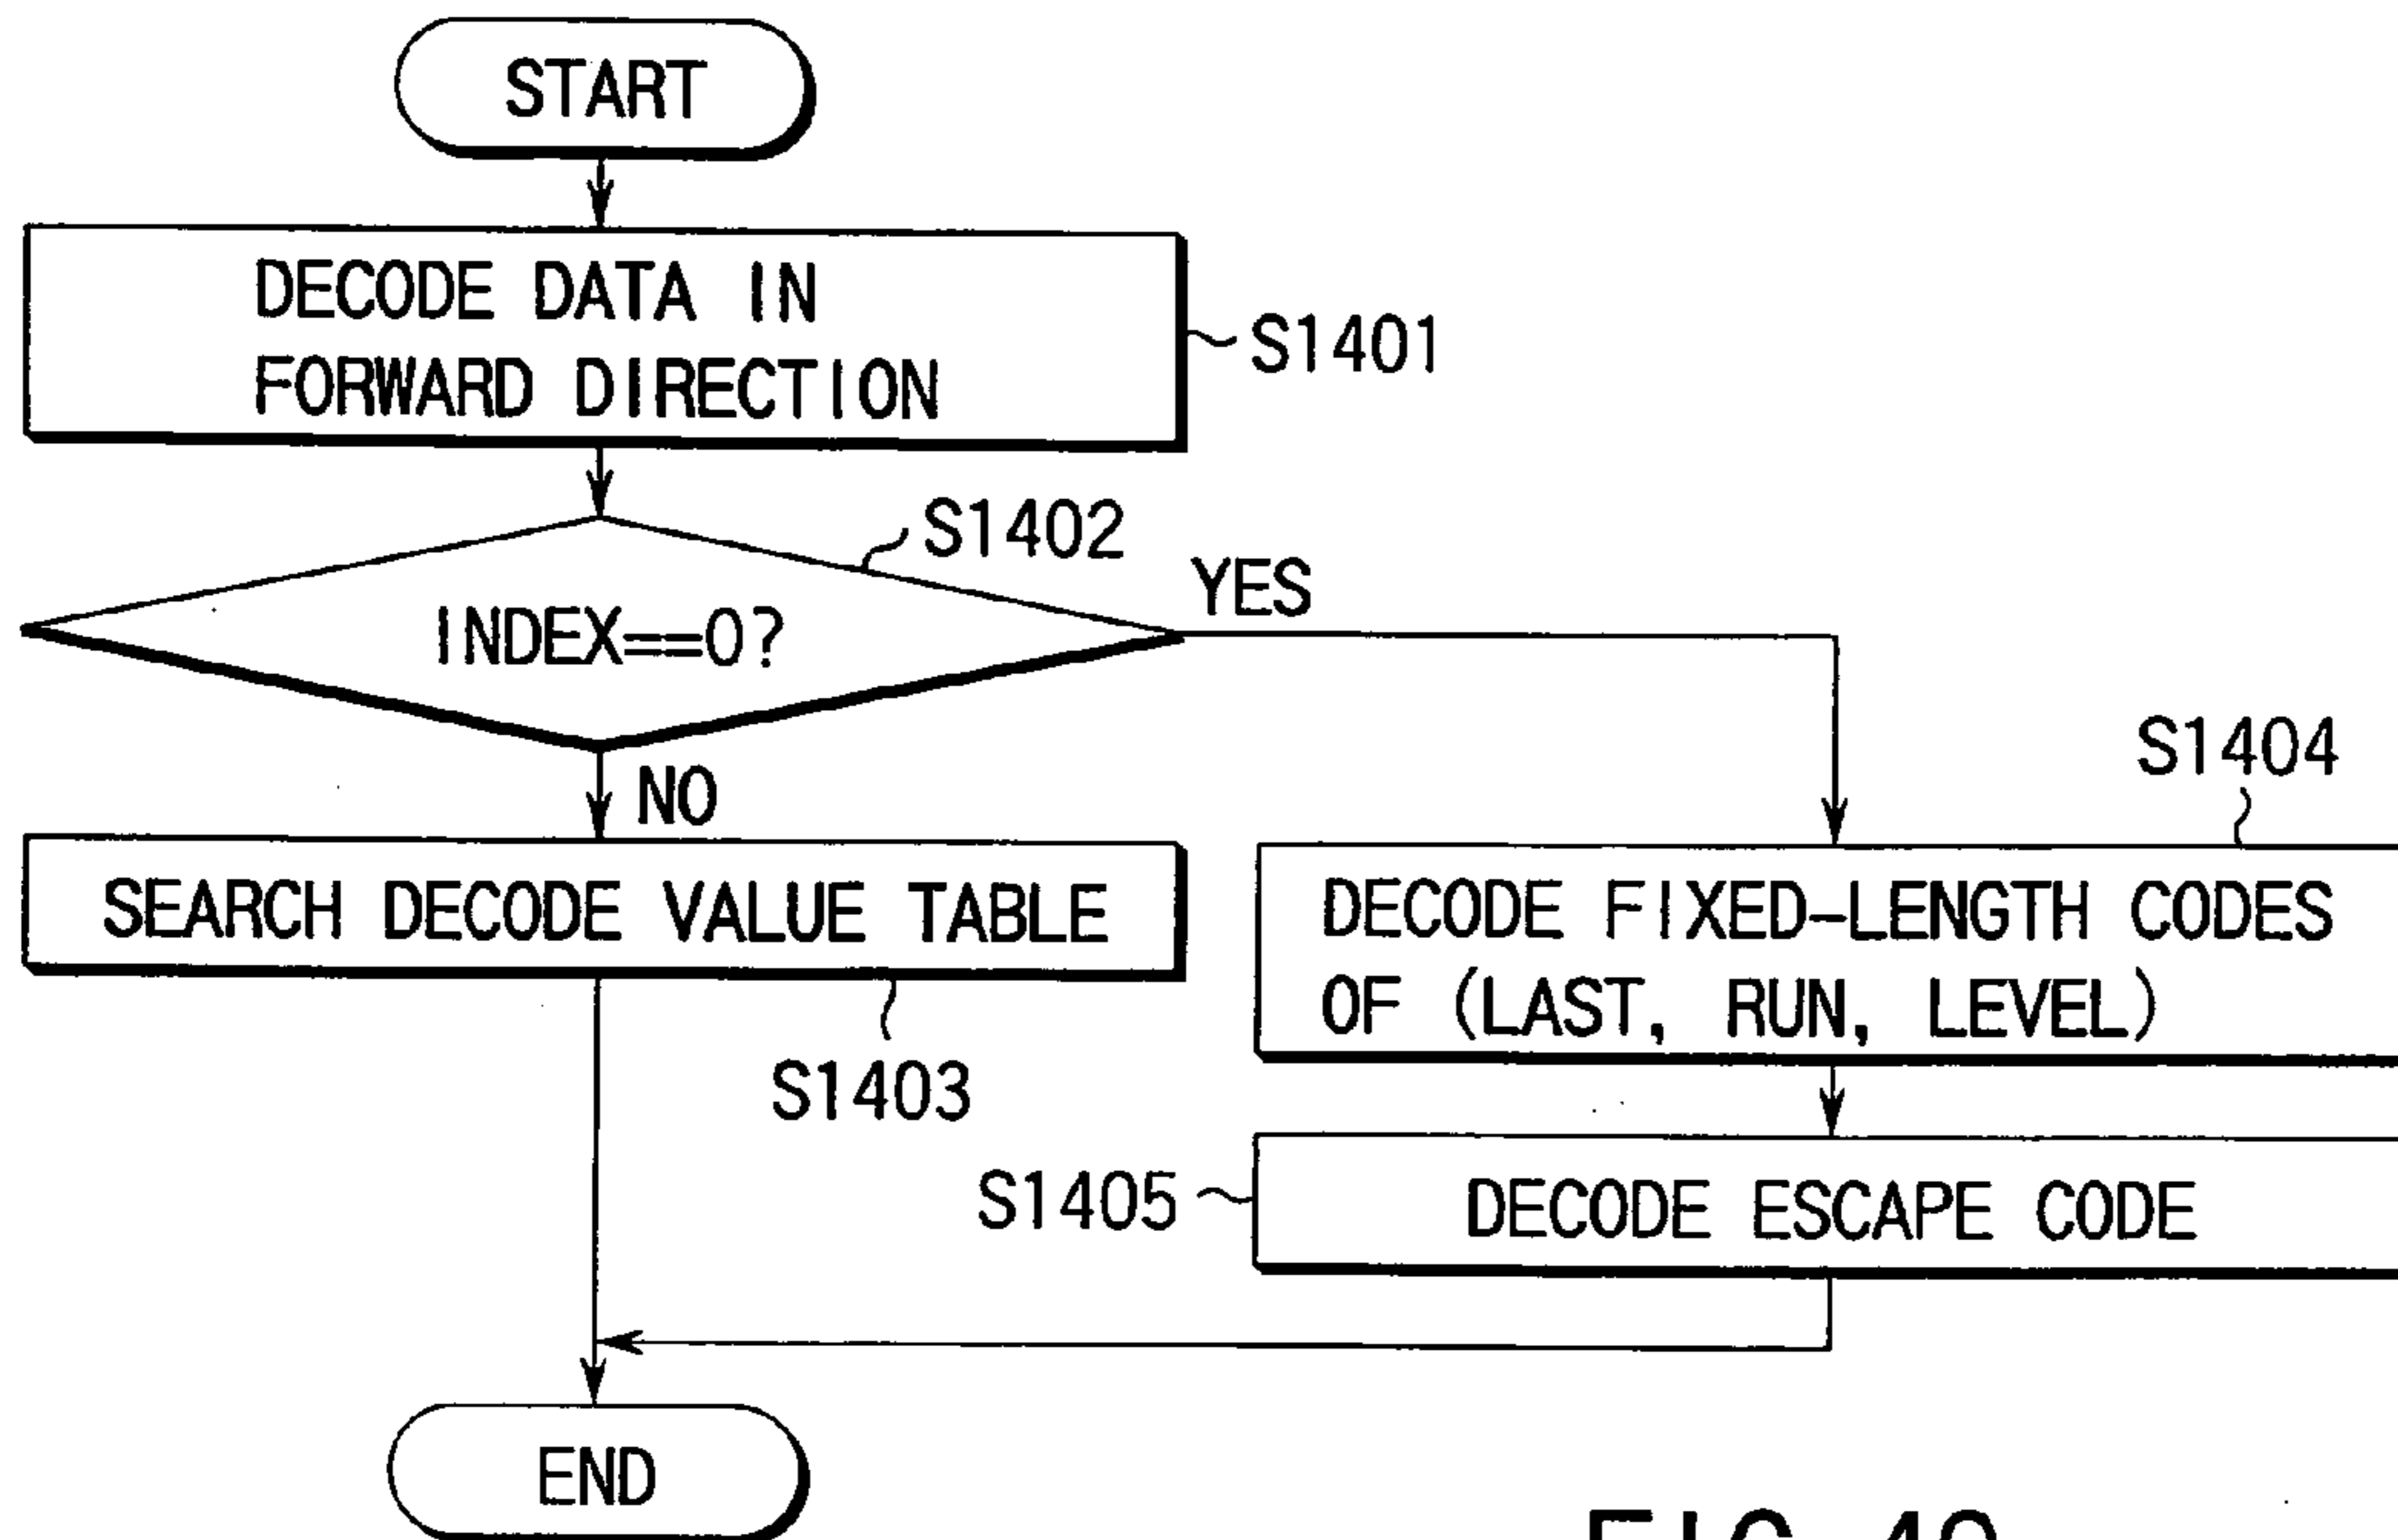 START
DECODE DATA IN
FORWARD DIRECTION
S1401
S1402
INDEX==0?
YES
NO
S1404
SEARCH DECODE VALUE TABLE
S1403
DECODE FIXED-LENGTH CODES
OF (LAST, RUN, LEVEL)
S1405
DECODE ESCAPE CODE
END